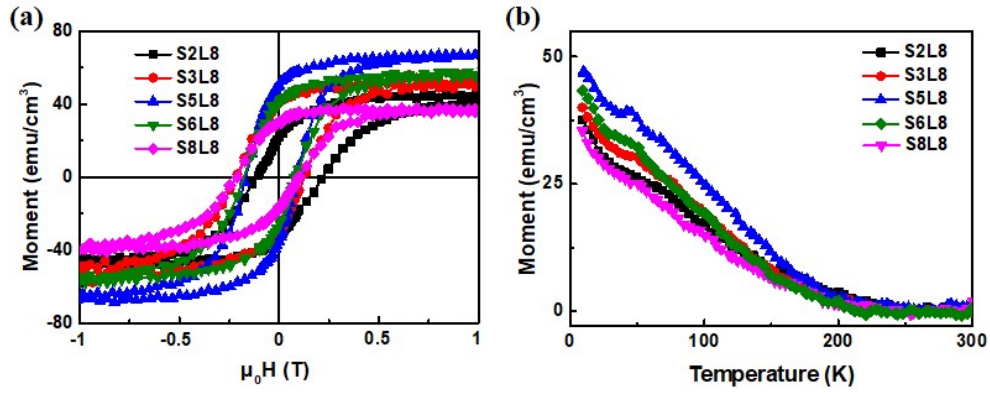 (a)
80
40
0
-40
-80
Moment (emu/cm³)
S2L8
S3L8
S5L8
S6L8
S8L8
-1
-0.5
0
0.5
1
μ₀H (T)
(b)
50
25
0
Moment (emu/cm³)
S2L8
S3L8
S5L8
S6L8
S8L8
0
100
200
300
Temperature (K)